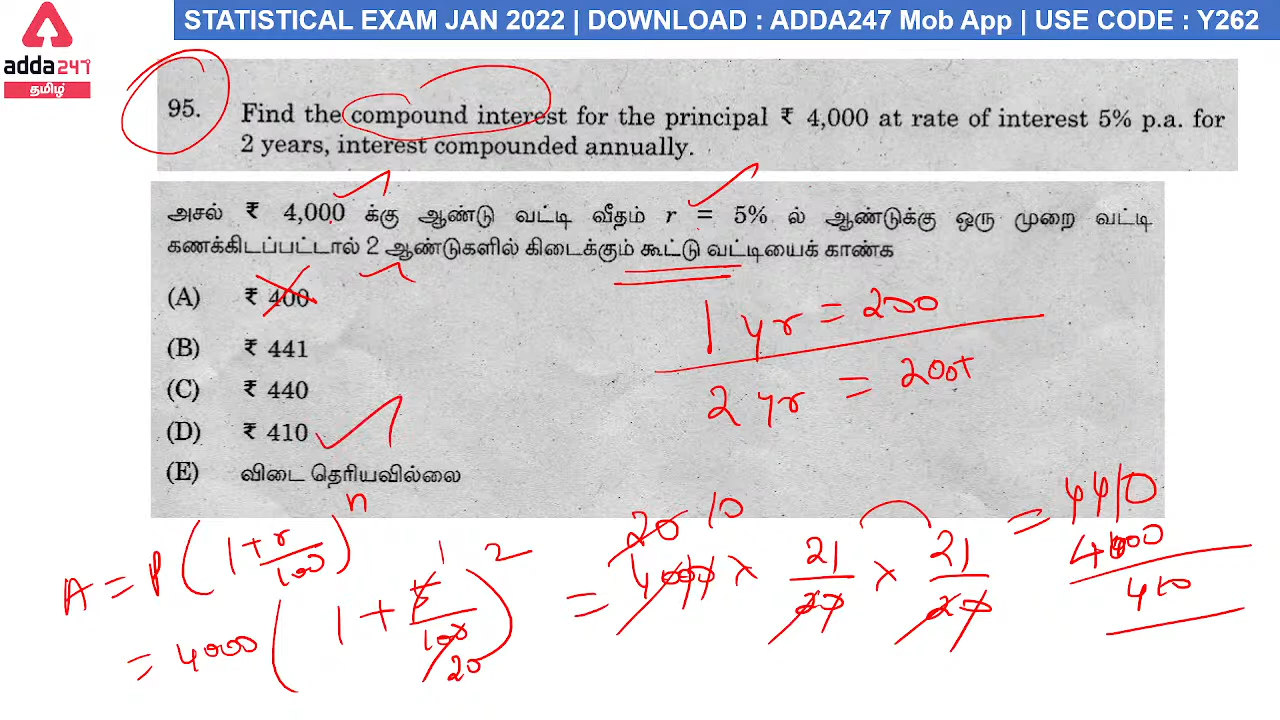 STATISTICAL EXAM JAN 2022 | DOWNLOAD : ADDA247 Mob App | USE CODE : Y262
adda247
தமிழ்
95. Find the compound interest for the principal ₹ 4,000 at rate of interest 5% p.a. for
2 years, interest compounded annually.
அசல் ₹ 4,000 க்கு ஆண்டு வட்டி வீதம் r = 5% ல் ஆண்டுக்கு ஒரு முறை வட்டி
கணக்கிடப்பட்டால் 2 ஆண்டுகளில் கிடைக்கும் கூட்டு வட்டியைக் காண்க
(A) ₹ 400
(B) ₹ 441
(C) ₹ 440
(D) ₹ 410
(E) விடை தெரியவில்லை
1 yr = 200
2 yr = 200+
A = P (1 + r/100)^n
= 4000 (1 + 5/100)^2
1
20
20 10
= 4000 × 21/20 × 21/20
= 4410
4000
410